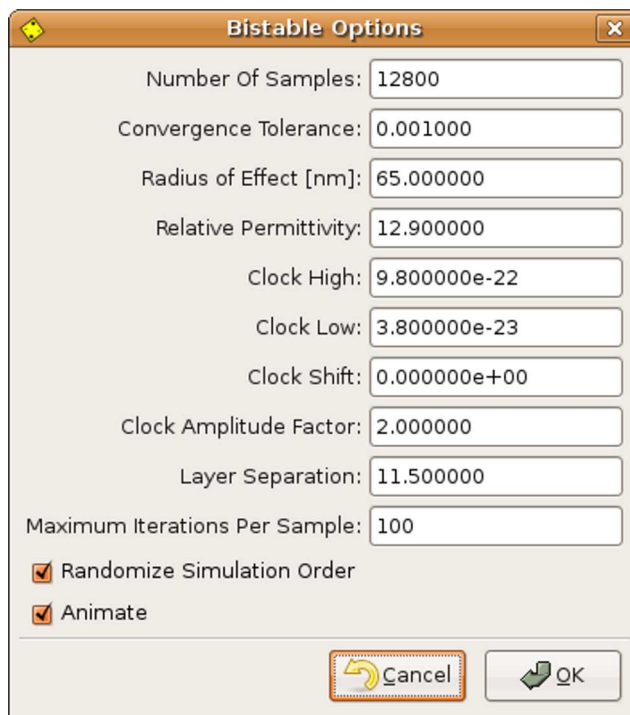 Bistable Options
Number Of Samples: 12800
Convergence Tolerance: 0.001000
Radius of Effect [nm]: 65.000000
Relative Permittivity: 12.900000
Clock High: 9.800000e-22
Clock Low: 3.800000e-23
Clock Shift: 0.000000e+00
Clock Amplitude Factor: 2.000000
Layer Separation: 11.500000
Maximum Iterations Per Sample: 100
Randomize Simulation Order
Animate
Cancel OK